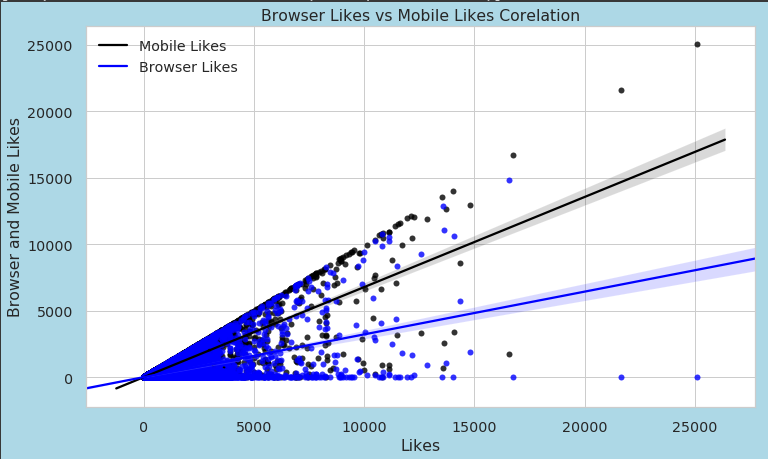 Browser Likes vs Mobile Likes Corelation
Mobile Likes
Browser Likes
Browser and Mobile Likes
25000
20000
15000
10000
5000
0
0 5000 10000 15000 20000 25000
Likes